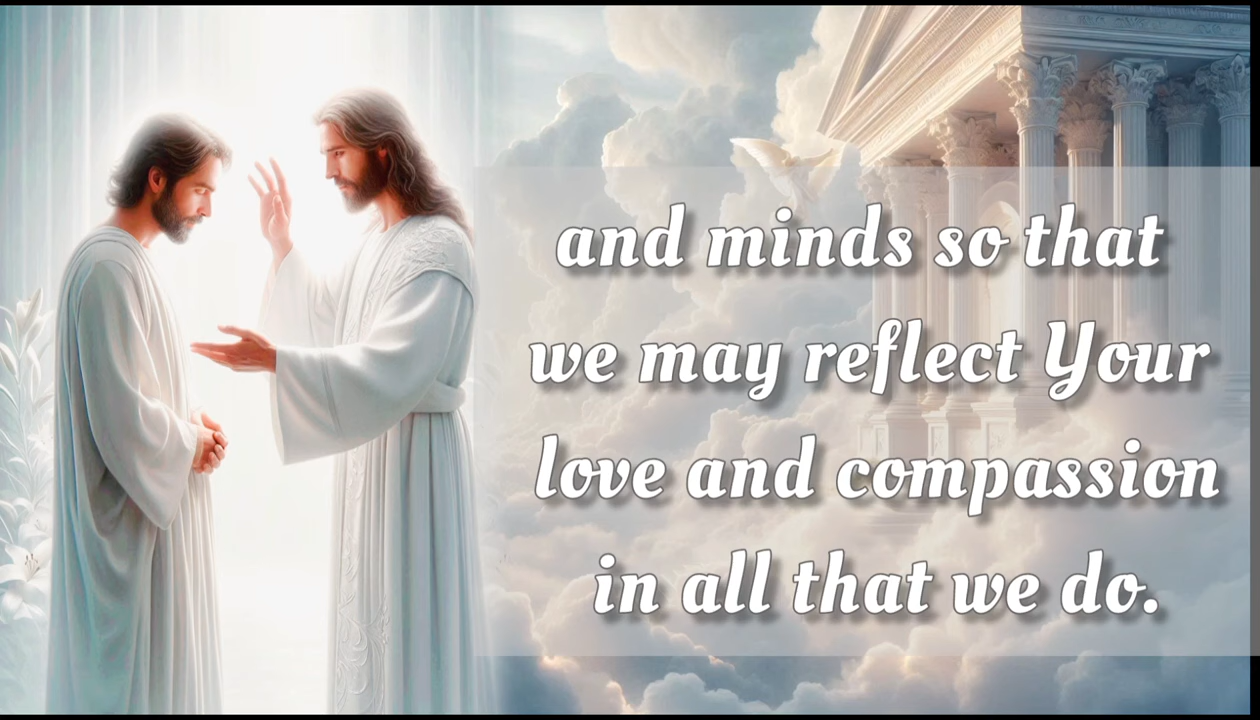 and minds so that
we may reflect Your
love and compassion
in all that we do.